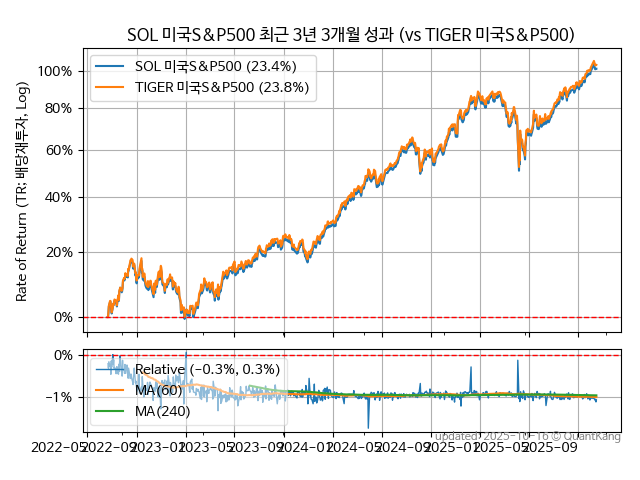 SOL 미국S&P500 최근 3년 3개월 성과 (vs TIGER 미국S&P500)
Rate of Return (TR; 배당재투자, Log)
SOL 미국S&P500 (23.4%)
TIGER 미국S&P500 (23.8%)
100%
80%
60%
40%
20%
0%
0%
-1%
Relative (-0.3%, 0.3%)
MA(60)
MA(240)
updated: 2025-10-16 © QuantKang
2022-05 2022-09 2023-01 2023-05 2023-09 2024-01 2024-05 2024-09 2025-01 2025-05 2025-09